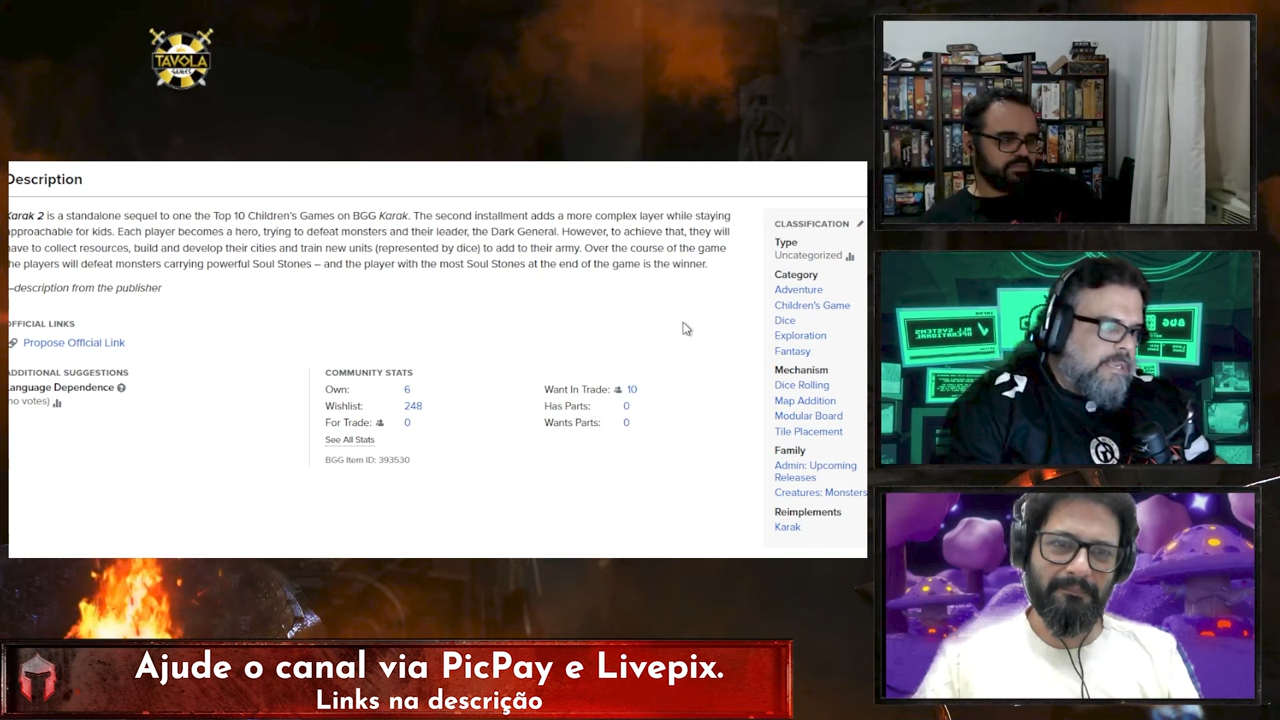 TAVOLA
GAMES
Description
Karak 2 is a standalone sequel to one the Top 10 Children's Games on BGG Karak. The second installment adds a more complex layer while staying
approachable for kids. Each player becomes a hero, trying to defeat monsters and their leader, the Dark General. However, to achieve that, they will
have to collect resources, build and develop their cities and train new units (represented by dice) to add to their army. Over the course of the game
the players will defeat monsters carrying powerful Soul Stones – and the player with the most Soul Stones at the end of the game is the winner.
—description from the publisher
OFFICIAL LINKS
Propose Official Link
ADDITIONAL SUGGESTIONS
Language Dependence
(no votes)
COMMUNITY STATS
Own: 6
Wishlist: 248
For Trade: 0
See All Stats
BGG Item ID: 393530
Want In Trade: 10
Has Parts: 0
Wants Parts: 0
CLASSIFICATION
Type
Uncategorized
Category
Adventure
Children's Game
Dice
Exploration
Fantasy
Mechanism
Dice Rolling
Map Addition
Modular Board
Tile Placement
Family
Admin: Upcoming
Releases
Creatures: Monsters
Reimplements
Karak
ALL SYSTEMS
OPERATIONAL
BUG
Ajude o canal via PicPay e Livepix.
Links na descrição